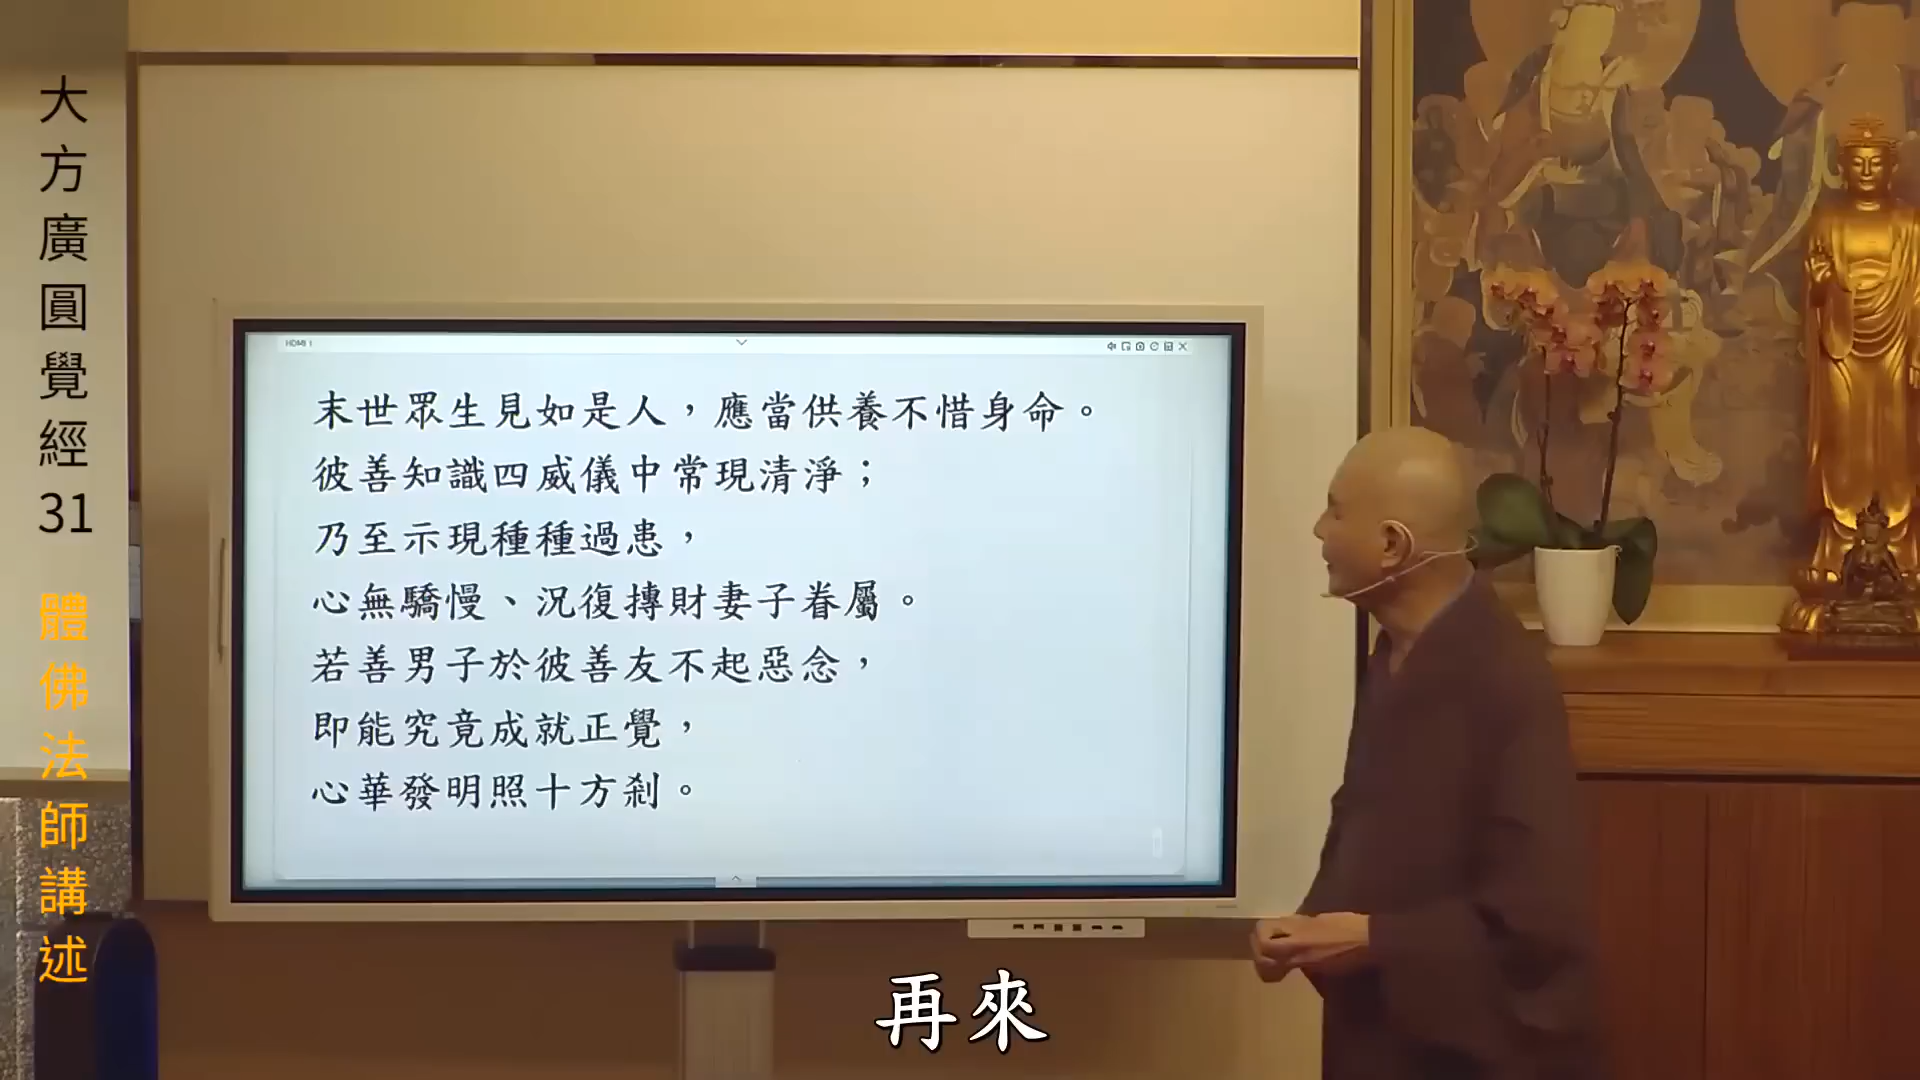 大方廣圓覺經31 體佛法師講述
HDMI 1
末世眾生見如是人，應當供養不惜身命。
彼善知識四威儀中常現清淨；
乃至示現種種過患，
心無驕慢、況復摶財妻子眷屬。
若善男子於彼善友不起惡念，
即能究竟成就正覺，
心華發明照十方剎。
再來